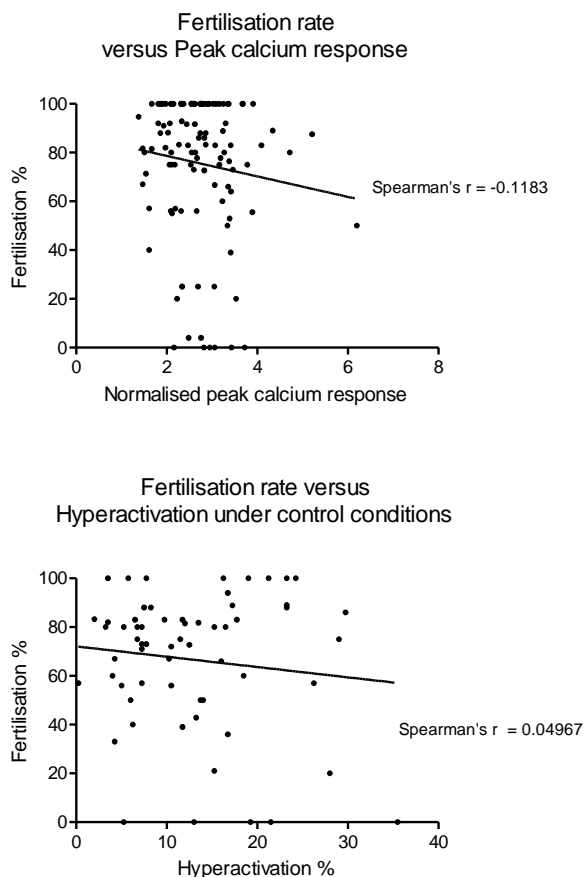 Fertilisation rate
versus Peak calcium response
100
80
60
40
20
0
Fertilisation %
Spearman's r = -0.1183
0
2
4
6
8
Normalised peak calcium response
Fertilisation rate versus
Hyperactivation under control conditions
100
80
60
40
20
0
Fertilisation %
Spearman's r = 0.04967
0
10
20
30
40
Hyperactivation %